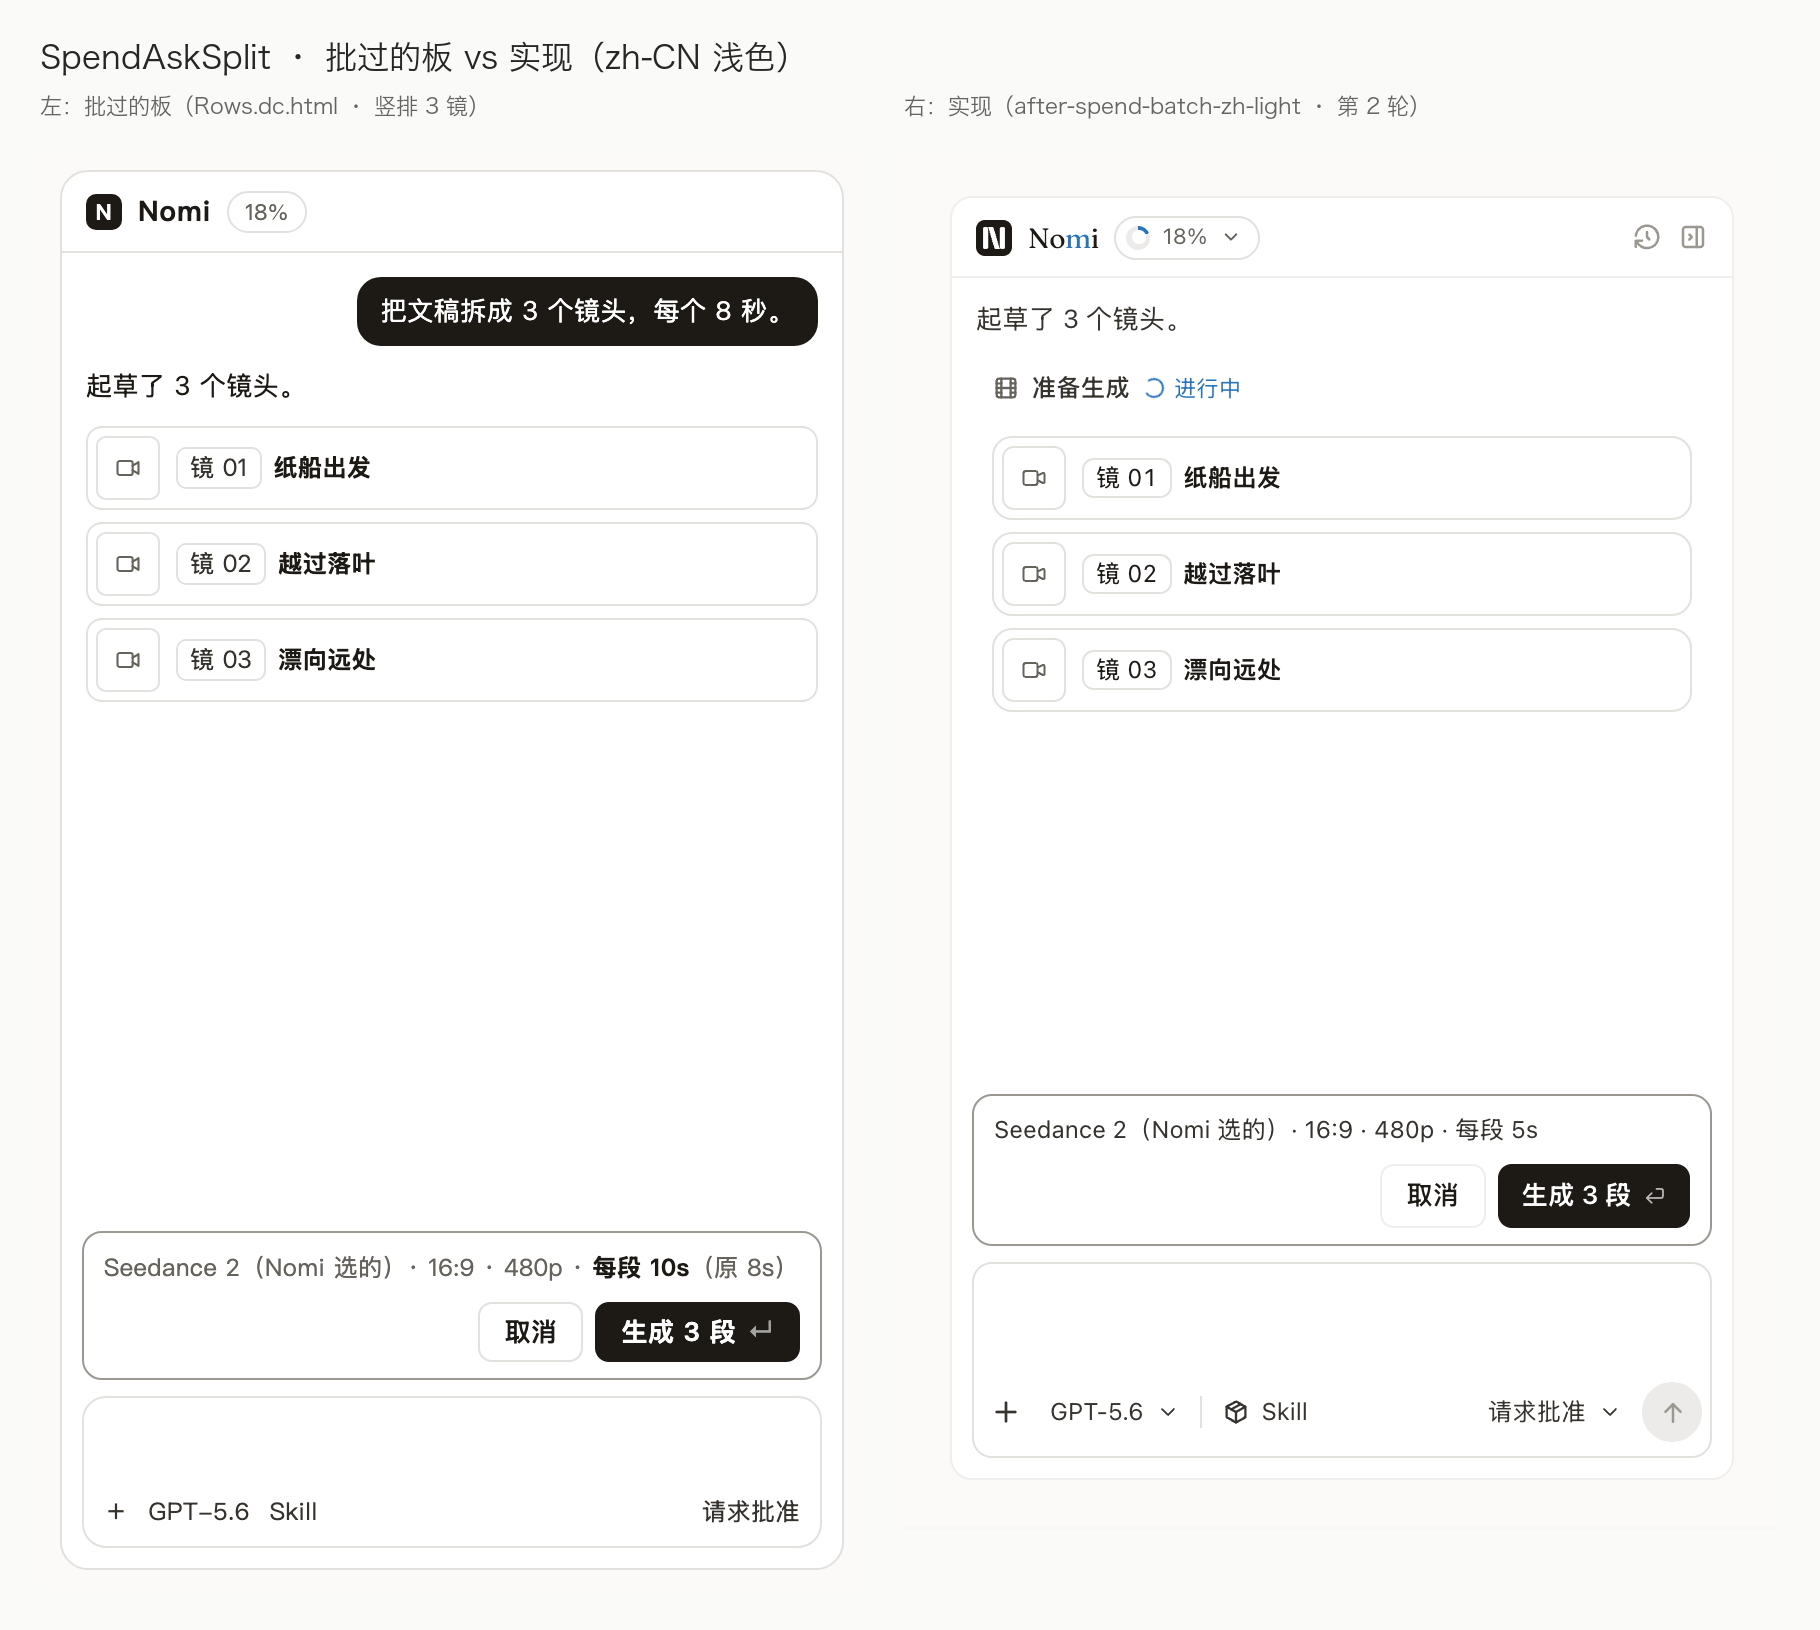 SpendAskSplit · 批过的板 vs 实现（zh-CN 浅色）
左：批过的板（Rows.dc.html · 竖排 3 镜）
N Nomi 18%
把文稿拆成 3 个镜头，每个 8 秒。
起草了 3 个镜头。
镜 01 纸船出发
镜 02 越过落叶
镜 03 漂向远处
Seedance 2（Nomi 选的）· 16:9 · 480p · 每段 10s（原 8s）
取消 生成 3 段 ↵
+ GPT-5.6 Skill 请求批准
右：实现（after-spend-batch-zh-light · 第 2 轮）
N Nomi 18%
起草了 3 个镜头。
准备生成 进行中
镜 01 纸船出发
镜 02 越过落叶
镜 03 漂向远处
Seedance 2（Nomi 选的）· 16:9 · 480p · 每段 5s
取消 生成 3 段
GPT-5.6 Skill 请求批准